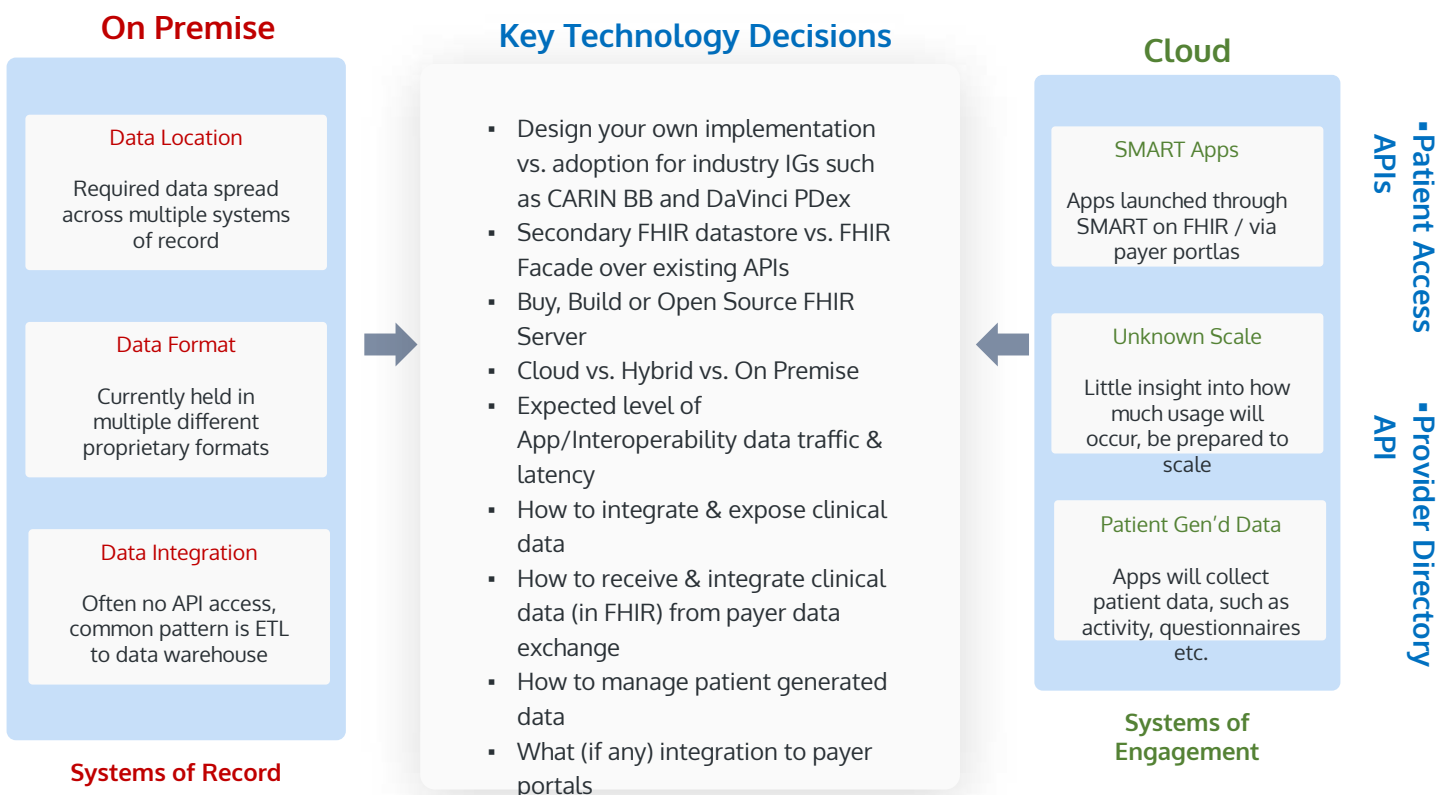 On Premise
Data Location
Required data spread
across multiple systems
of record
Data Format
Currently held in
multiple different
proprietary formats
Data Integration
Often no API access,
common pattern is ETL
to data warehouse
Systems of Record
Key Technology Decisions
▪ Design your own implementation
vs. adoption for industry IGs such
as CARIN BB and DaVinci PDex
▪ Secondary FHIR datastore vs. FHIR
Facade over existing APIs
▪ Buy, Build or Open Source FHIR
Server
▪ Cloud vs. Hybrid vs. On Premise
▪ Expected level of
App/Interoperability data traffic &
latency
▪ How to integrate & expose clinical
data
▪ How to receive & integrate clinical
data (in FHIR) from payer data
exchange
▪ How to manage patient generated
data
▪ What (if any) integration to payer
portals
Cloud
SMART Apps
Apps launched through
SMART on FHIR / via
payer portlas
Unknown Scale
Little insight into how
much usage will
occur, be prepared to
scale
Patient Gen’d Data
Apps will collect
patient data, such as
activity, questionnaires
etc.
Systems of
Engagement
▪Patient Access
APIs
▪Provider Directory
API